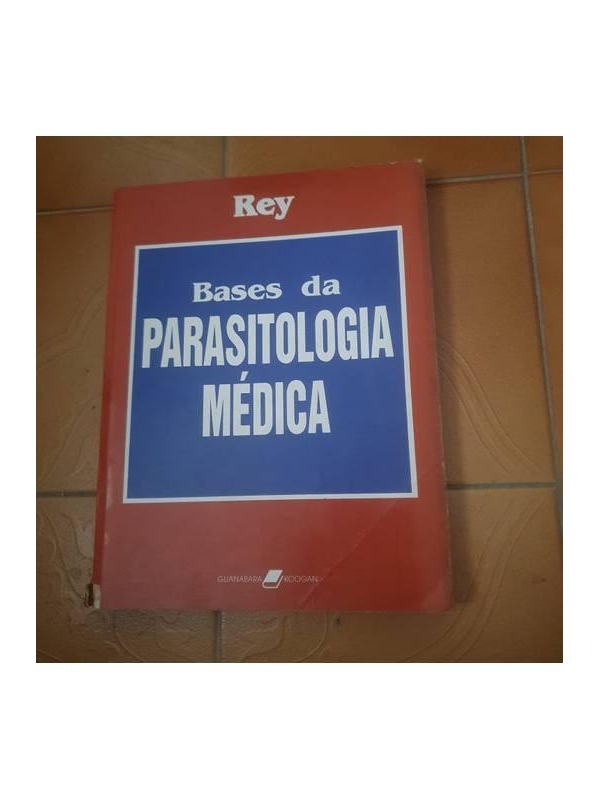 Rey
Bases da
PARASITOLOGIA
MÉDICA
GUANABARA KOOGAN